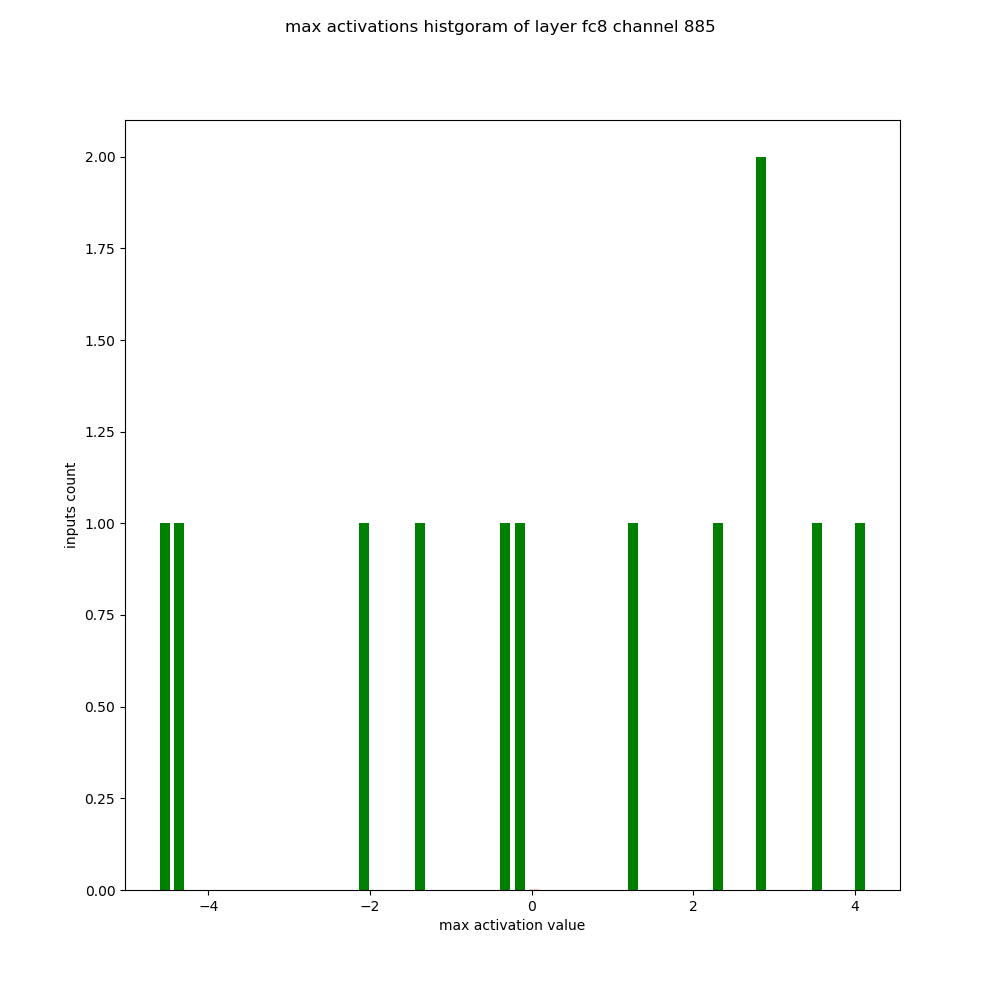 max activations histgoram of layer fc8 channel 885
2.00
1.75
1.50
1.25
1.00
0.75
0.50
0.25
0.00
inputs count
−4 −2 0 2 4
max activation value